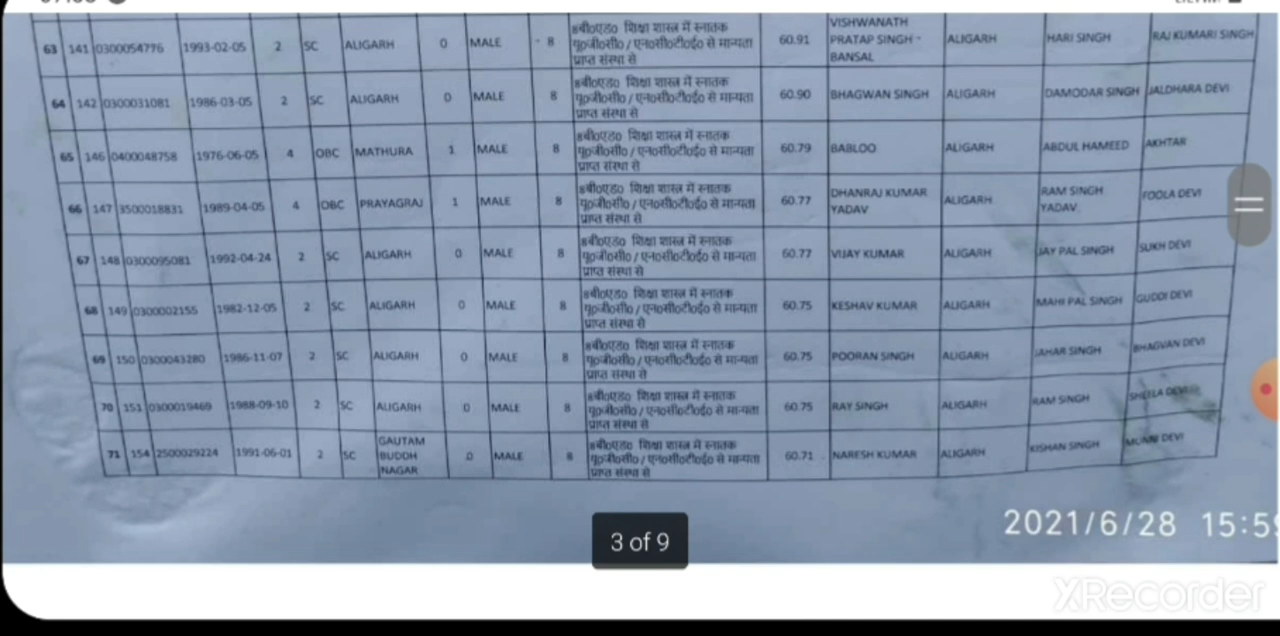 63 141 0300054776 1993-02-05 2 SC ALIGARH 0 MALE 8 बी०एड० शिक्षा शास्त्र में स्नातक यू०जी०सी० / एन०सी०टी०ई० से मान्यता प्राप्त संस्था से 60.91 VISHWANATH PRATAP SINGH - BANSAL ALIGARH HARI SINGH RAJ KUMARI SINGH
64 142 0300031081 1986-03-05 2 SC ALIGARH 0 MALE 8 बी०एड० शिक्षा शास्त्र में स्नातक यू०जी०सी० / एन०सी०टी०ई० से मान्यता प्राप्त संस्था से 60.90 BHAGWAN SINGH ALIGARH DAMODAR SINGH JALDHARA DEVI
65 146 0400048758 1976-06-05 4 OBC MATHURA 1 MALE 8 बी०एड० शिक्षा शास्त्र में स्नातक यू०जी०सी० / एन०सी०टी०ई० से मान्यता प्राप्त संस्था से 60.79 BABLOO ALIGARH ABDUL HAMEED AKHTAR
66 147 3500018831 1989-04-05 4 OBC PRAYAGRAJ 1 MALE 8 बी०एड० शिक्षा शास्त्र में स्नातक यू०जी०सी० / एन०सी०टी०ई० से मान्यता प्राप्त संस्था से 60.77 DHANRAJ KUMAR YADAV ALIGARH RAM SINGH YADAV FOOLA DEVI
67 148 0300095081 1992-04-24 2 SC ALIGARH 0 MALE 8 बी०एड० शिक्षा शास्त्र में स्नातक यू०जी०सी० / एन०सी०टी०ई० से मान्यता प्राप्त संस्था से 60.77 VIJAY KUMAR ALIGARH JAY PAL SINGH SUKH DEVI
68 149 0300002155 1982-12-05 2 SC ALIGARH 0 MALE 8 बी०एड० शिक्षा शास्त्र में स्नातक यू०जी०सी० / एन०सी०टी०ई० से मान्यता प्राप्त संस्था से 60.75 KESHAV KUMAR ALIGARH MAHI PAL SINGH GUDDI DEVI
69 150 0300043280 1986-11-07 2 SC ALIGARH 0 MALE 8 बी०एड० शिक्षा शास्त्र में स्नातक यू०जी०सी० / एन०सी०टी०ई० से मान्यता प्राप्त संस्था से 60.75 POORAN SINGH ALIGARH JAHAR SINGH BHAGVAN DEVI
70 151 0300019469 1988-09-10 2 SC ALIGARH 0 MALE 8 बी०एड० शिक्षा शास्त्र में स्नातक यू०जी०सी० / एन०सी०टी०ई० से मान्यता प्राप्त संस्था से 60.75 RAY SINGH ALIGARH RAM SINGH SHEELA DEVI
71 154 2500029224 1991-06-01 2 SC GAUTAM BUDDH NAGAR 0 MALE 8 बी०एड० शिक्षा शास्त्र में स्नातक यू०जी०सी० / एन०सी०टी०ई० से मान्यता प्राप्त संस्था से 60.71 NARESH KUMAR ALIGARH KISHAN SINGH MUNNI DEVI
2021/6/28 15:5
3 of 9
XRecorder